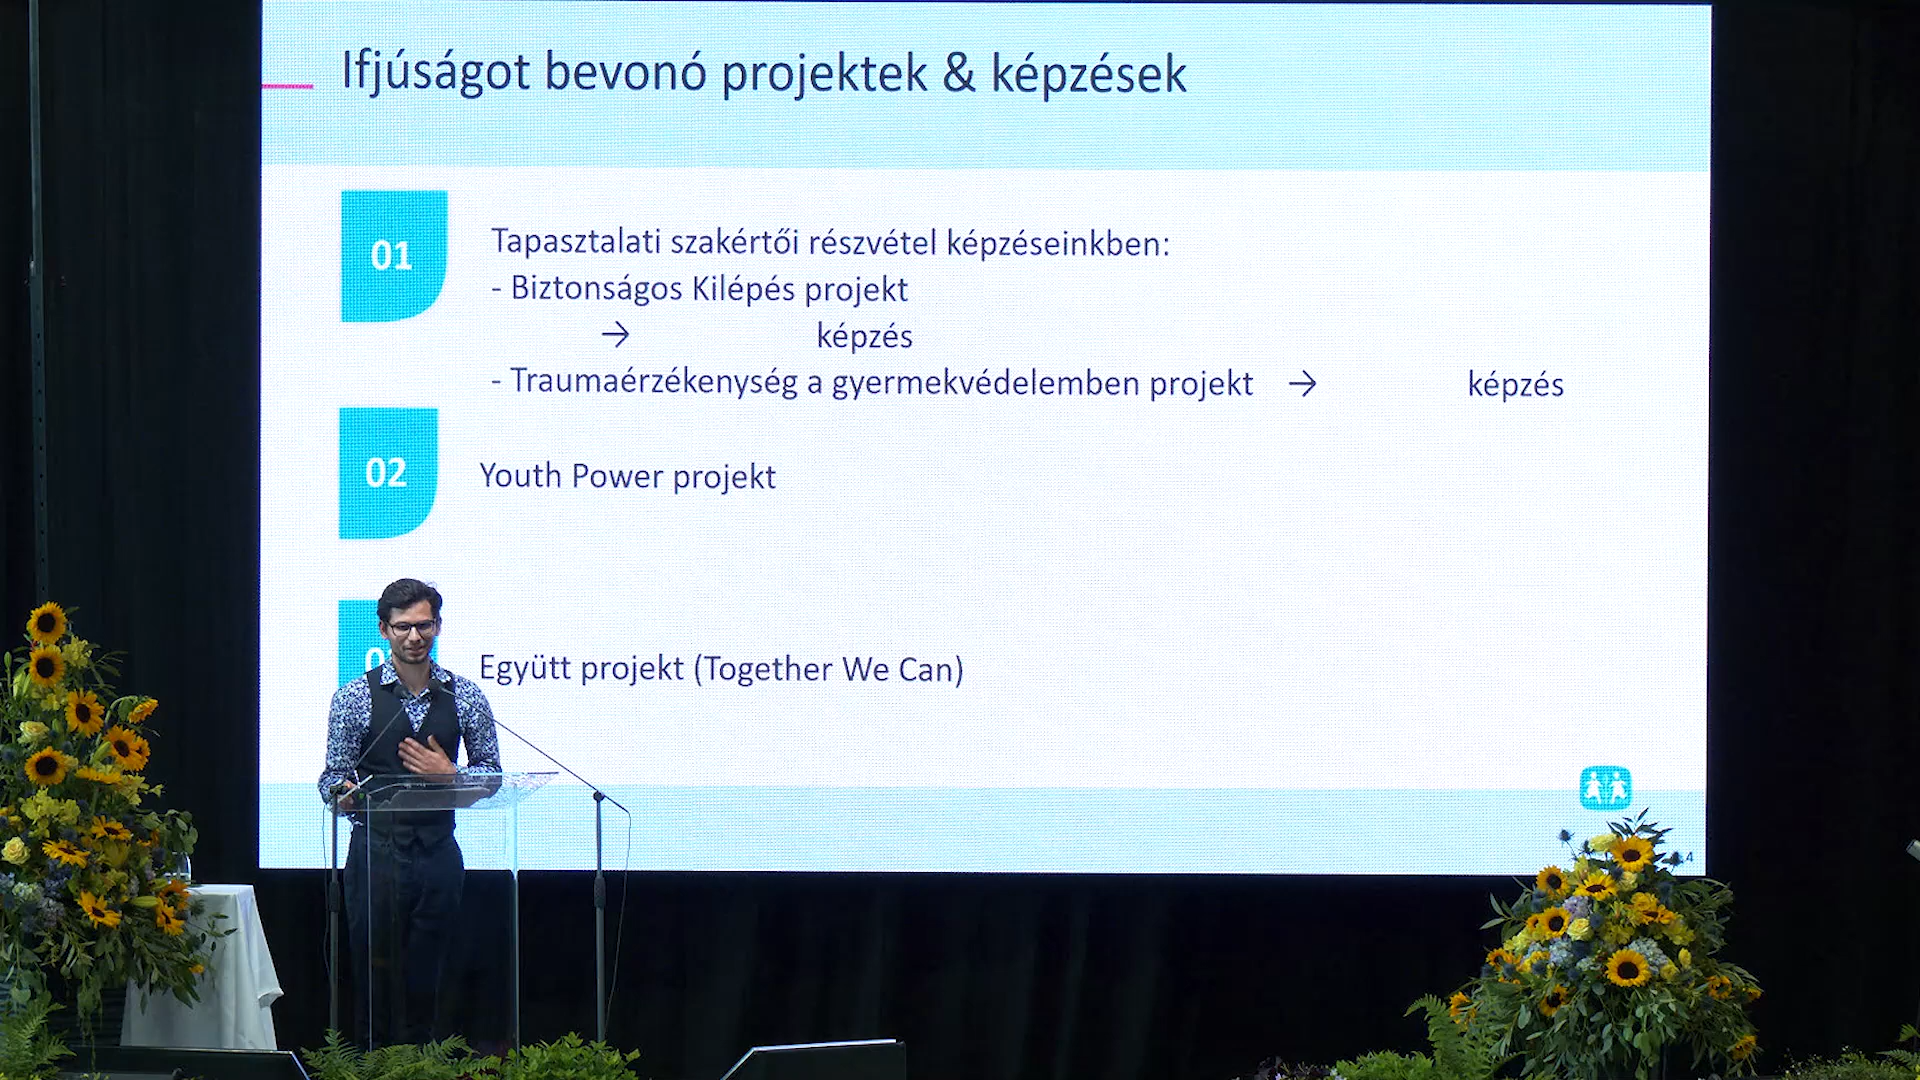 Ifjúságot bevonó projektek & képzések
01
Tapasztalati szakértői részvétel képzéseinkben:
- Biztonságos Kilépés projekt
→ képzés
- Traumaérzékenység a gyermekvédelemben projekt → képzés
02
Youth Power projekt
Együtt projekt (Together We Can)
4